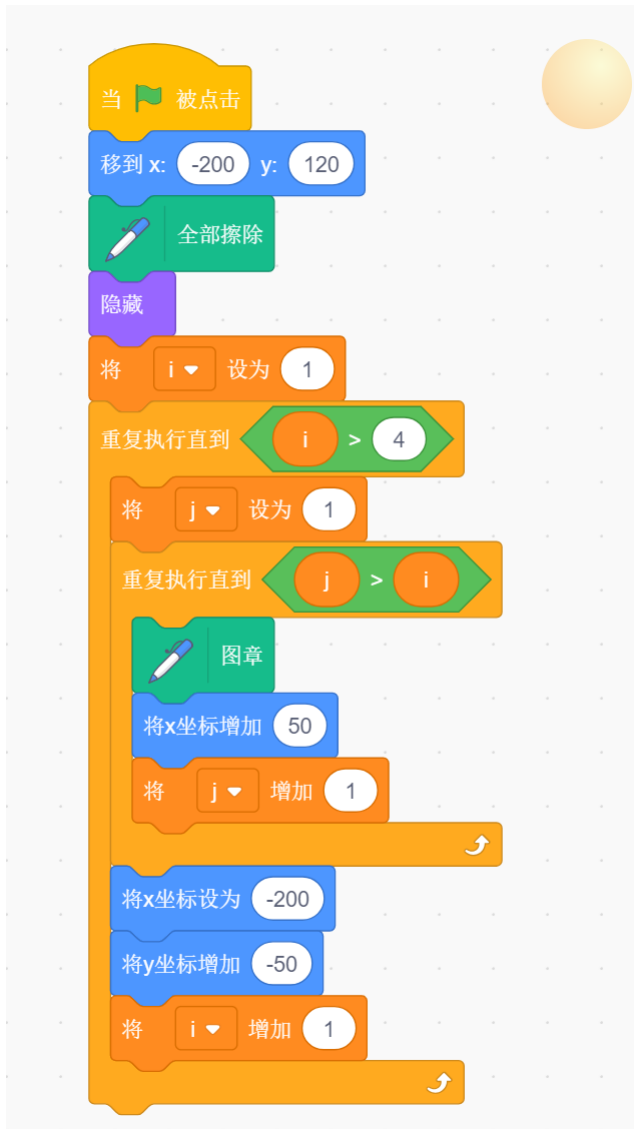 当 被点击
移到 x: -200 y: 120
全部擦除
隐藏
将 i 设为 1
重复执行直到 i > 4
将 j 设为 1
重复执行直到 j > i
图章
将x坐标增加 50
将 j 增加 1
将x坐标设为 -200
将y坐标增加 -50
将 i 增加 1